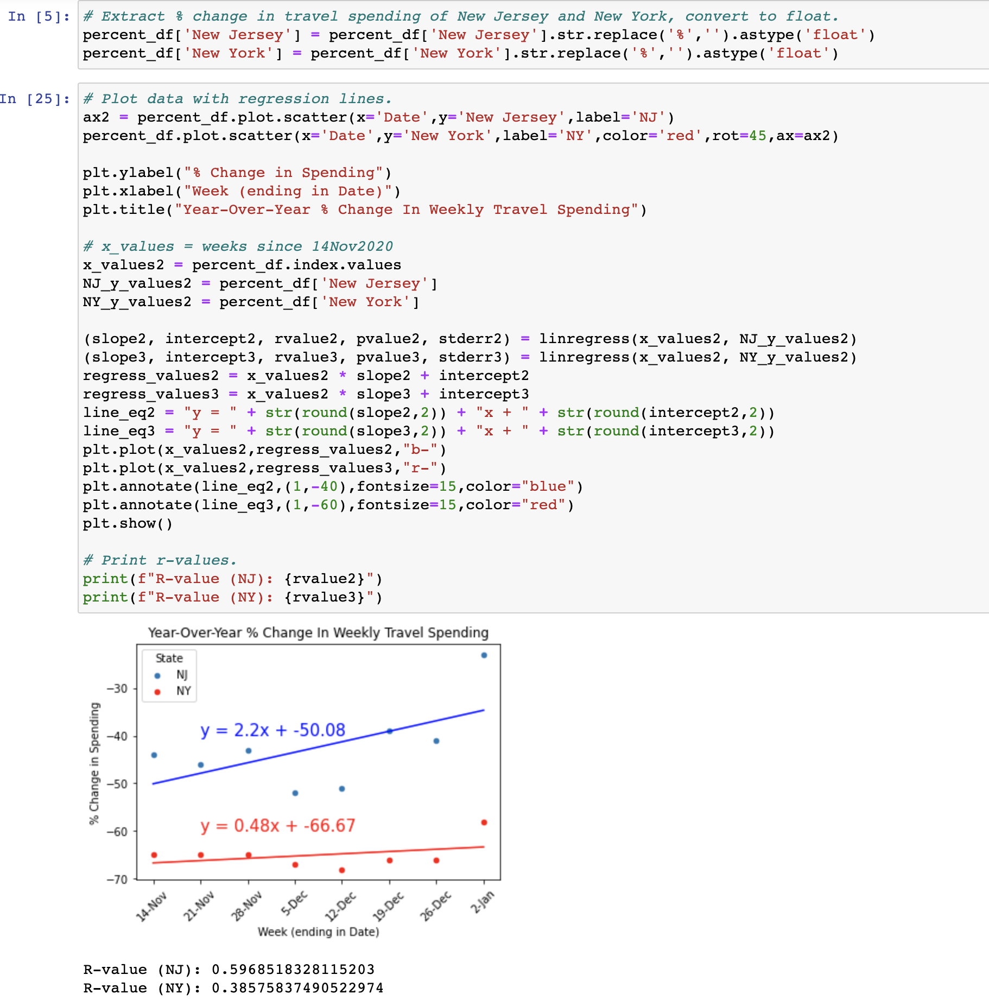 In [5]:
# Extract % change in travel spending of New Jersey and New York, convert to float.
percent_df['New Jersey'] = percent_df['New Jersey'].str.replace('%','').astype('float')
percent_df['New York'] = percent_df['New York'].str.replace('%','').astype('float')
In [25]:
# Plot data with regression lines.
ax2 = percent_df.plot.scatter(x='Date',y='New Jersey',label='NJ')
percent_df.plot.scatter(x='Date',y='New York',label='NY',color='red',rot=45,ax=ax2)
plt.ylabel("% Change in Spending")
plt.xlabel("Week (ending in Date)")
plt.title("Year-Over-Year % Change In Weekly Travel Spending")
# x_values = weeks since 14Nov2020
x_values2 = percent_df.index.values
NJ_y_values2 = percent_df['New Jersey']
NY_y_values2 = percent_df['New York']
(slope2, intercept2, rvalue2, pvalue2, stderr2) = linregress(x_values2, NJ_y_values2)
(slope3, intercept3, rvalue3, pvalue3, stderr3) = linregress(x_values2, NY_y_values2)
regress_values2 = x_values2 * slope2 + intercept2
regress_values3 = x_values2 * slope3 + intercept3
line_eq2 = "y = " + str(round(slope2,2)) + "x + " + str(round(intercept2,2))
line_eq3 = "y = " + str(round(slope3,2)) + "x + " + str(round(intercept3,2))
plt.plot(x_values2,regress_values2,"b-")
plt.plot(x_values2,regress_values3,"r-")
plt.annotate(line_eq2,(1,-40),fontsize=15,color="blue")
plt.annotate(line_eq3,(1,-60),fontsize=15,color="red")
plt.show()
# Print r-values.
print(f"R-value (NJ): {rvalue2}")
print(f"R-value (NY): {rvalue3}")
Year-Over-Year % Change In Weekly Travel Spending
State
NJ
NY
% Change in Spending
−30
−40
−50
−60
−70
y = 2.2x + -50.08
y = 0.48x + -66.67
14-Nov
21-Nov
28-Nov
5-Dec
12-Dec
19-Dec
26-Dec
2-Jan
Week (ending in Date)
R-value (NJ): 0.5968518328115203
R-value (NY): 0.38575837490522974